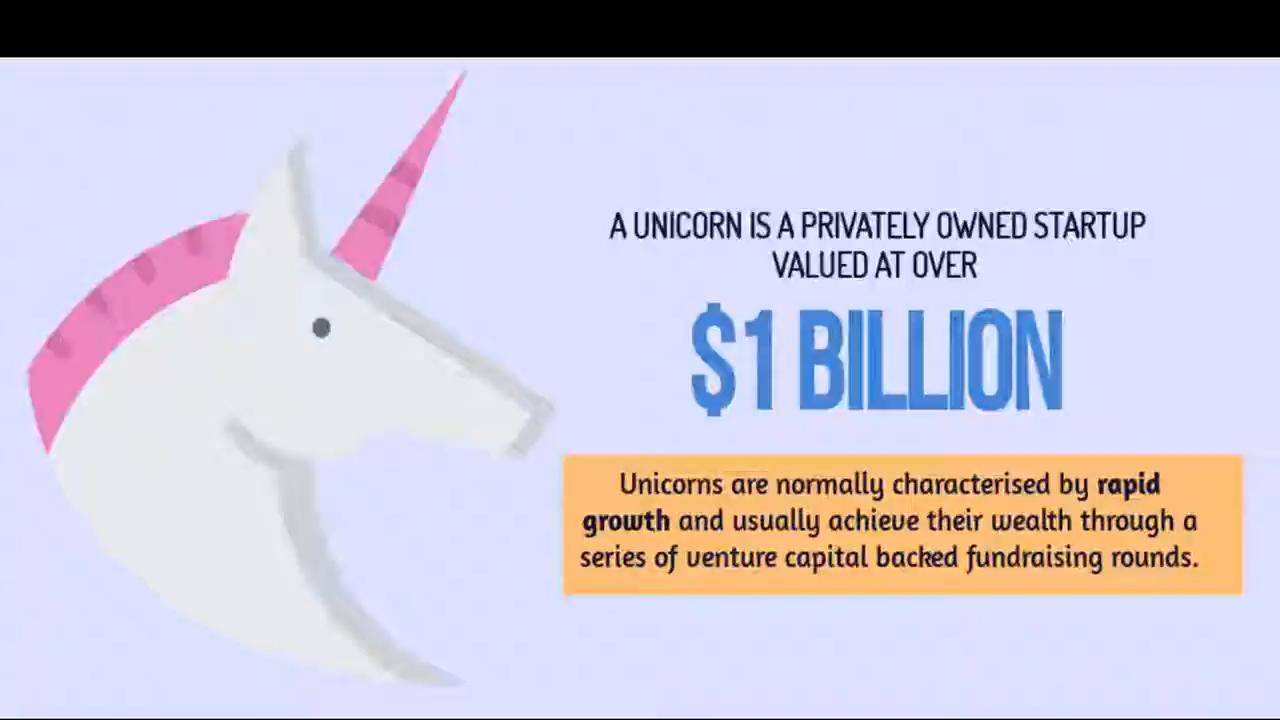 A UNICORN IS A PRIVATELY OWNED STARTUP
VALUED AT OVER
$1 BILLION
Unicorns are normally characterised by rapid
growth and usually achieve their wealth through a
series of venture capital backed fundraising rounds.